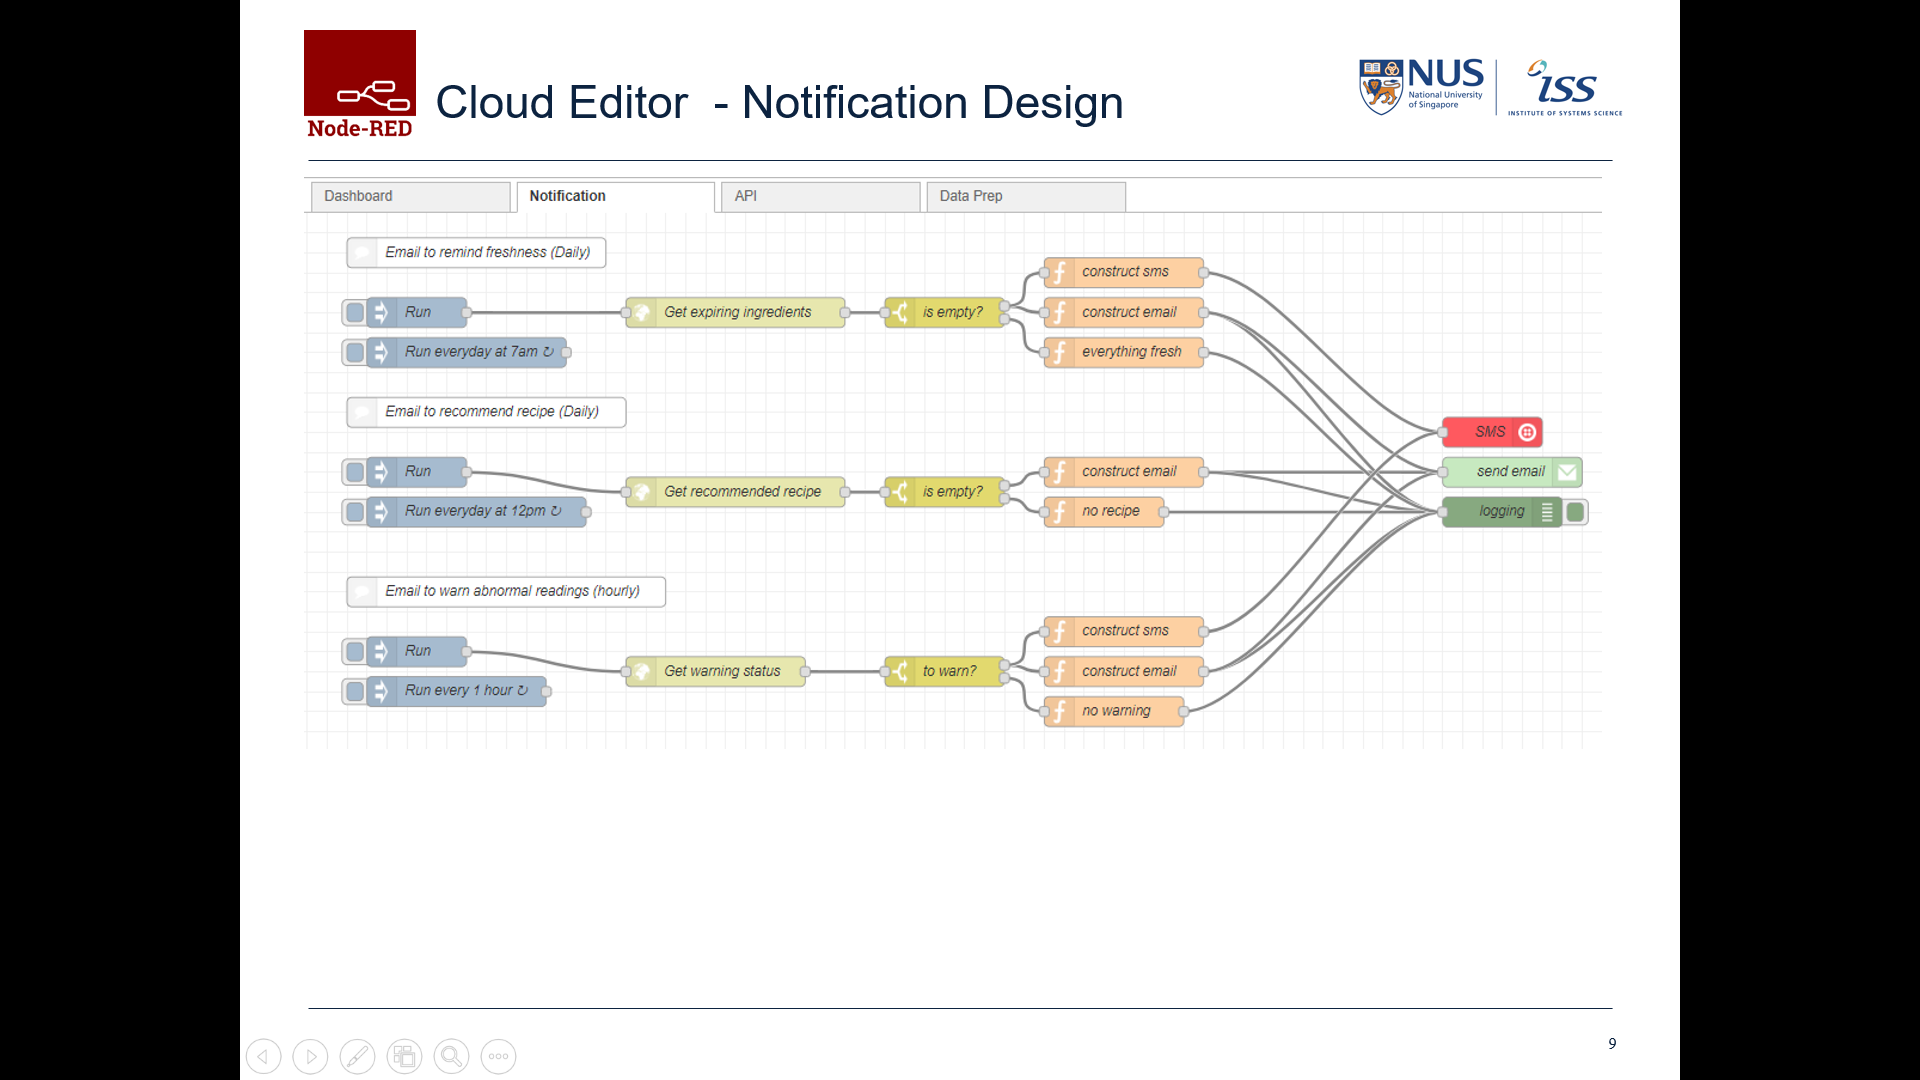 Node-RED
Cloud Editor - Notification Design
NUS
National University
of Singapore
iss
INSTITUTE OF SYSTEMS SCIENCE
Dashboard
Notification
API
Data Prep
Email to remind freshness (Daily)
Run
Run everyday at 7am ↻
Get expiring ingredients
is empty?
construct sms
construct email
everything fresh
Email to recommend recipe (Daily)
Run
Run everyday at 12pm ↻
Get recommended recipe
is empty?
construct email
no recipe
SMS
send email
logging
Email to warn abnormal readings (hourly)
Run
Run every 1 hour ↻
Get warning status
to warn?
construct sms
construct email
no warning
9